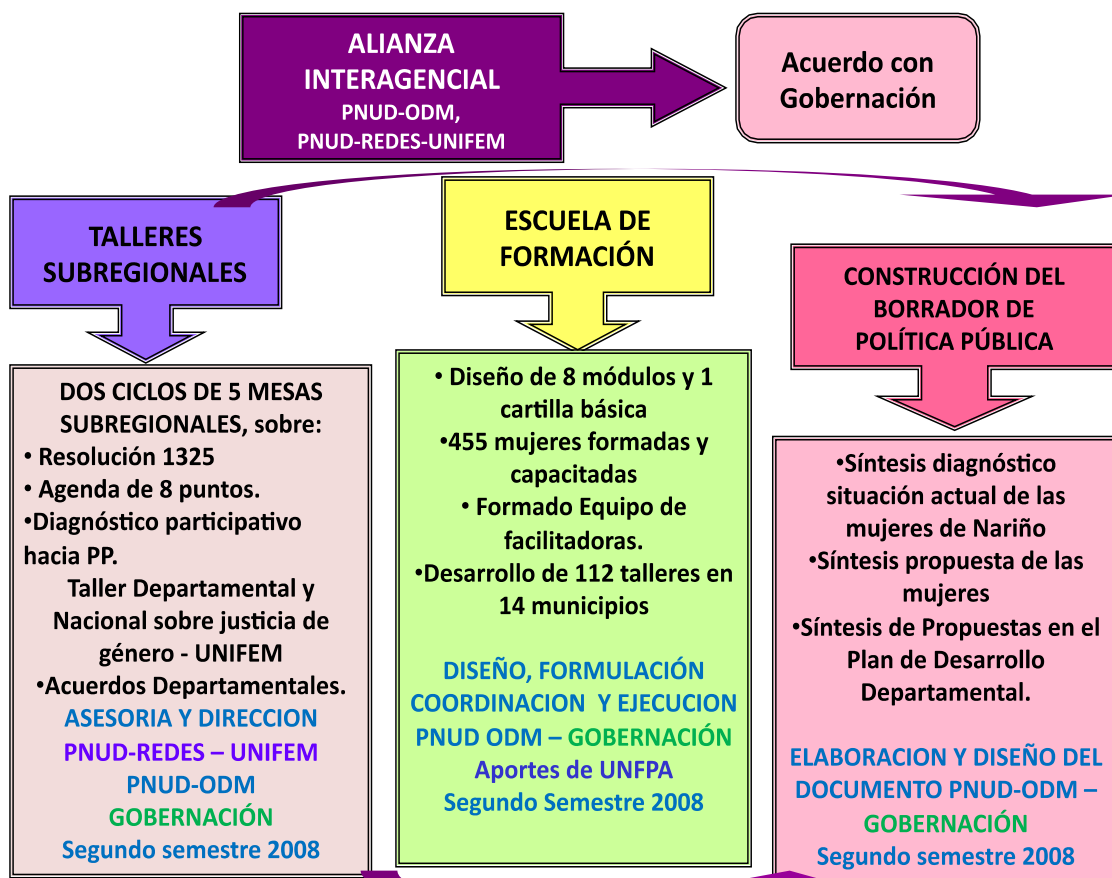 ALIANZA
INTERAGENCIAL
PNUD-ODM,
PNUD-REDES-UNIFEM
Acuerdo con
Gobernación
TALLERES
SUBREGIONALES
DOS CICLOS DE 5 MESAS
SUBREGIONALES, sobre:
• Resolución 1325
• Agenda de 8 puntos.
•Diagnóstico participativo
hacia PP.
Taller Departamental y
Nacional sobre justicia de
género - UNIFEM
•Acuerdos Departamentales.
ASESORIA Y DIRECCION
PNUD-REDES – UNIFEM
PNUD-ODM
GOBERNACIÓN
Segundo semestre 2008
ESCUELA DE
FORMACIÓN
• Diseño de 8 módulos y 1
cartilla básica
•455 mujeres formadas y
capacitadas
• Formado Equipo de
facilitadoras.
•Desarrollo de 112 talleres en
14 municipios
DISEÑO, FORMULACIÓN
COORDINACION Y EJECUCION
PNUD ODM – GOBERNACIÓN
Aportes de UNFPA
Segundo Semestre 2008
CONSTRUCCIÓN DEL
BORRADOR DE
POLÍTICA PÚBLICA
•Síntesis diagnóstico
situación actual de las
mujeres de Nariño
•Síntesis propuesta de las
mujeres
•Síntesis de Propuestas en el
Plan de Desarrollo
Departamental.
ELABORACION Y DISEÑO DEL
DOCUMENTO PNUD-ODM –
GOBERNACIÓN
Segundo semestre 2008